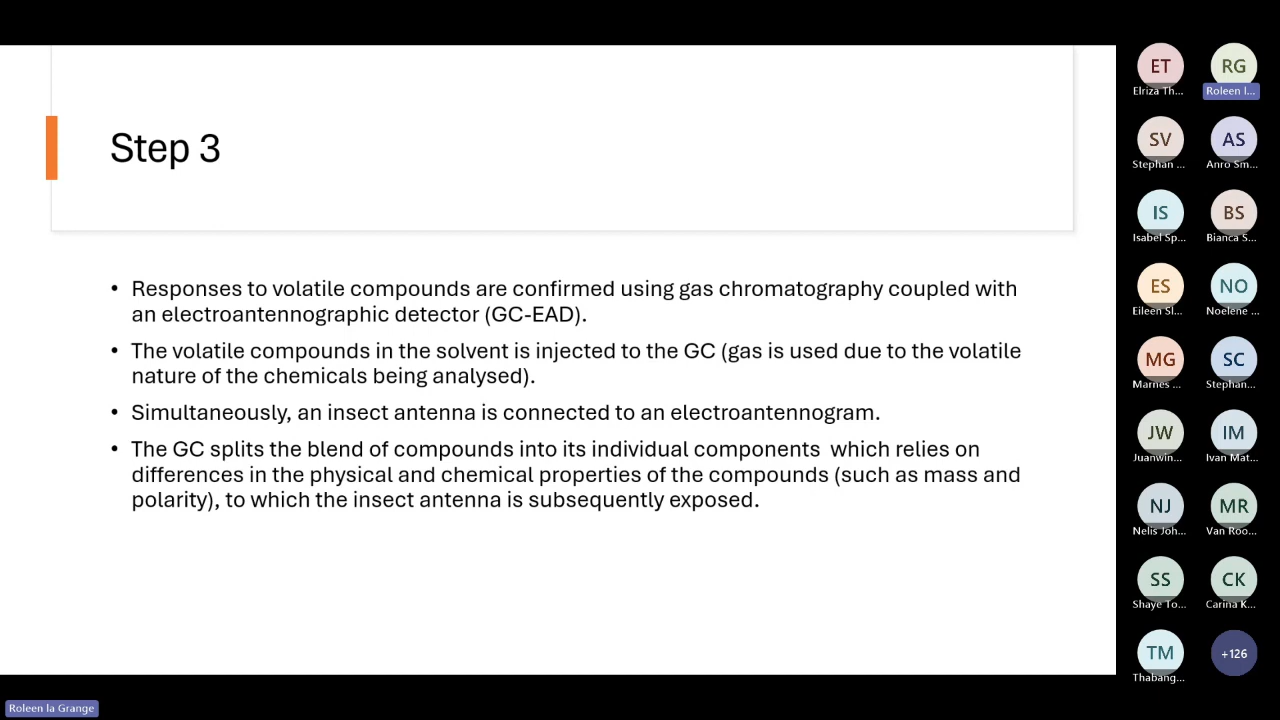 Step 3
• Responses to volatile compounds are confirmed using gas chromatography coupled with
an electroantennographic detector (GC-EAD).
• The volatile compounds in the solvent is injected to the GC (gas is used due to the volatile
nature of the chemicals being analysed).
• Simultaneously, an insect antenna is connected to an electroantennogram.
• The GC splits the blend of compounds into its individual components which relies on
differences in the physical and chemical properties of the compounds (such as mass and
polarity), to which the insect antenna is subsequently exposed.
ET RG
Elriza Th... Roleen l...
SV AS
Stephan ... Anro Sm...
IS BS
Isabel Sp... Bianca S...
ES NO
Eileen Sl... Noelene ...
MG SC
Marnes ... Stephan...
JW IM
Juanwin... Ivan Mat...
NJ MR
Nelis Joh... Van Roo...
SS CK
Shaye To... Carina K...
TM +126
Thabang...
Roleen la Grange